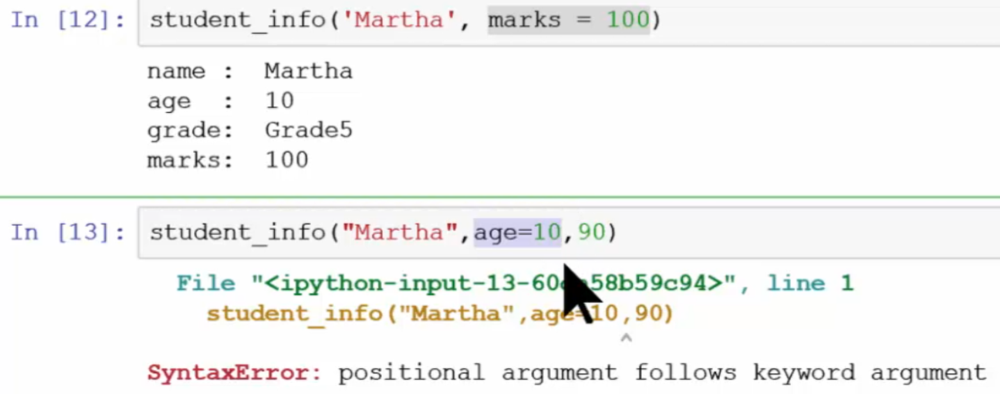 In [12]: student_info('Martha', marks = 100)
name :  Martha
age  :  10
grade:  Grade5
marks:  100
In [13]: student_info("Martha",age=10,90)
File "<ipython-input-13-60 58b59c94>", line 1
student_info("Martha",age=10,90)
^
SyntaxError: positional argument follows keyword argument